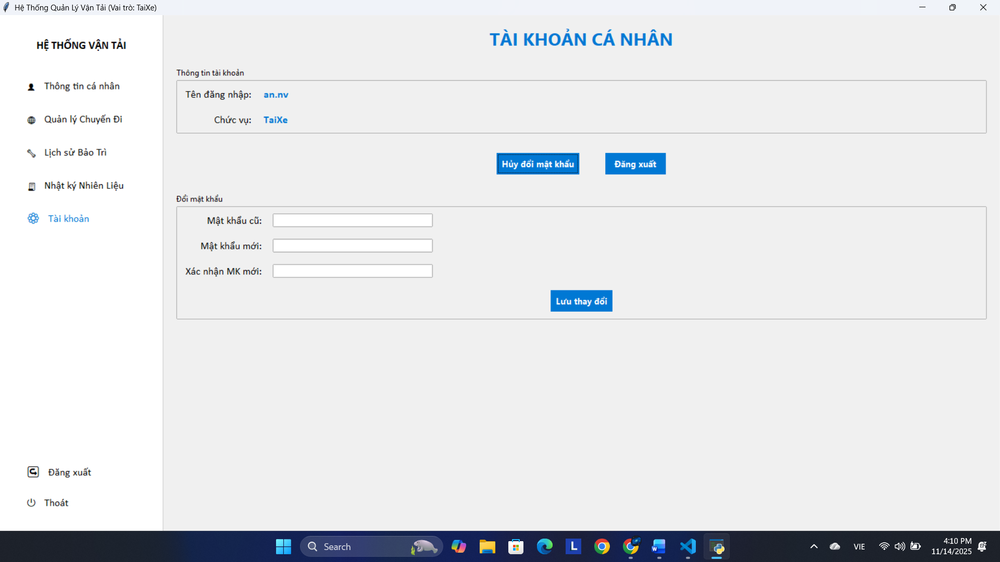 Hệ Thống Quản Lý Vận Tải (Vai trò: TaiXe)
HỆ THỐNG VẬN TẢI
Thông tin cá nhân
Quản lý Chuyến Đi
Lịch sử Bảo Trì
Nhật ký Nhiên Liệu
Tài khoản
Đăng xuất
Thoát
TÀI KHOẢN CÁ NHÂN
Thông tin tài khoản
Tên đăng nhập: an.nv
Chức vụ: TaiXe
Hủy đổi mật khẩu Đăng xuất
Đổi mật khẩu
Mật khẩu cũ:
Mật khẩu mới:
Xác nhận MK mới:
Lưu thay đổi
Search
L
W
VIE
4:10 PM
11/14/2025